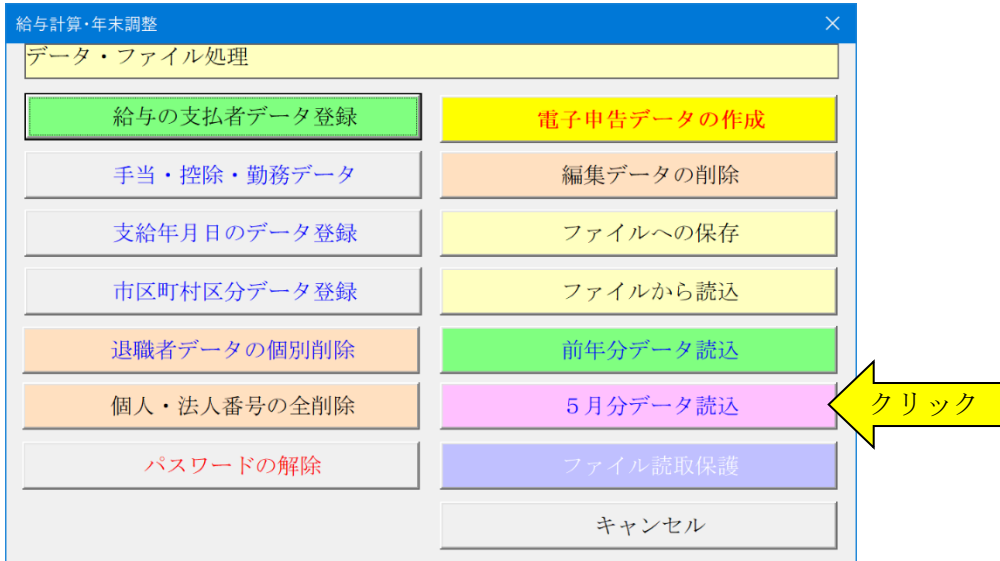 給与計算・年末調整
データ・ファイル処理
給与の支払者データ登録
電子申告データの作成
手当・控除・勤務データ
編集データの削除
支給年月日のデータ登録
ファイルへの保存
市区町村区分データ登録
ファイルから読込
退職者データの個別削除
前年分データ読込
個人・法人番号の全削除
５月分データ読込
クリック
パスワードの解除
ファイル読取保護
キャンセル